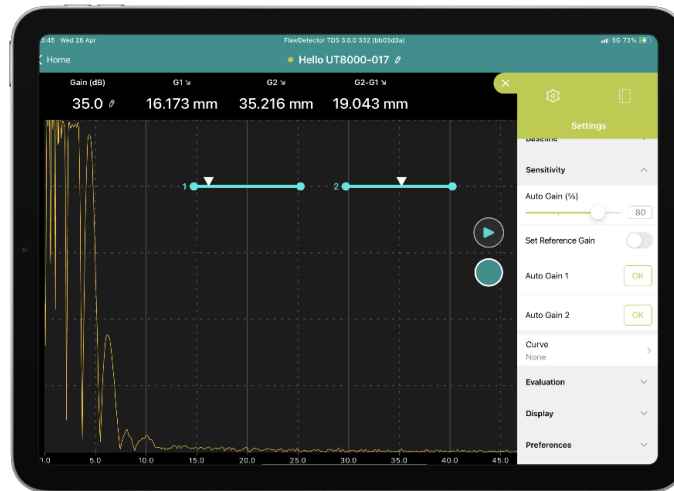 3:45 Wed 26 Apr
FlawDetector TDS 3.0.0 332 (bb03d3a)
5G 73%
Home
Hello UT8000-017
Gain (dB)
G1
G2
G2-G1
35.0
16.173 mm
35.216 mm
19.043 mm
Settings
Baseline
Sensitivity
Auto Gain (%)
80
Set Reference Gain
Auto Gain 1
OK
Auto Gain 2
OK
Curve
None
Evaluation
Display
Preferences
1
2
5.0 10.0 15.0 20.0 25.0 30.0 35.0 40.0 45.0